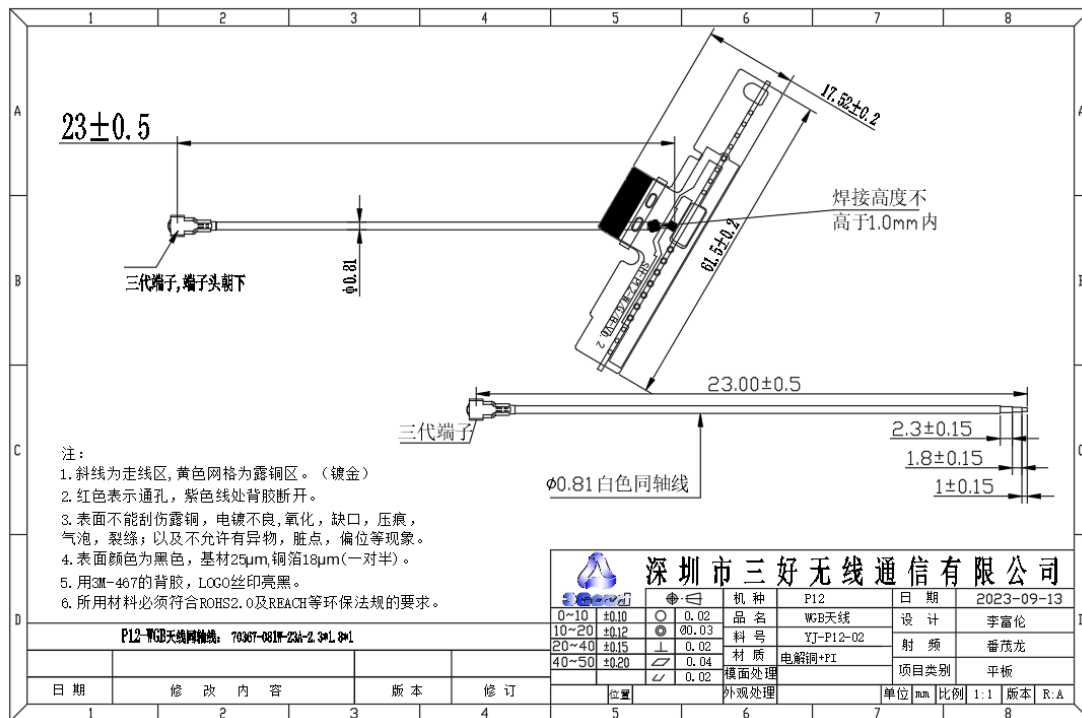 1 2 3 4 5 6 7 8
A
A
23±0.5
17.52±0.2
焊接高度不
高于1.0mm内
61.5±0.2
三代端子,端子头朝下
ϕ0.81
B
B
23.00±0.5
三代端子
2.3±0.15
C
C
1.8±0.15
ϕ0.81白色同轴线
1±0.15
注：
1.斜线为走线区,黄色网格为露铜区。（镀金）
2.红色表示通孔，紫色线处背胶断开。
3.表面不能刮伤露铜，电镀不良,氧化，缺口，压痕，
气泡，裂绦；以及不允许有异物，脏点，偏位等现象。
4.表面颜色为黑色，基材25μm,铜箔18μm(一对半)。
5.用3M-467的背胶，LOGO丝印亮黑。
6.所用材料必须符合ROHS2.0及REACH等环保法规的要求。
D
P12-WGB天线同轴线：70367-081W-23A-2.3*1.8*1
日期 修改内容 版本 修订
深圳市三好无线通信有限公司
机种 P12 日期 2023-09-13
0~10 ±0.10 0.02 品名 WGB天线 设计 李富伦
10~20 ±0.12 Ø0.03 料号 YJ-P12-02
20~40 ±0.15 0.02 材质 电解铜+PI 射频 番茂龙
40~50 ±0.20 0.04 模面处理 项目类别 平板
0.02
位置 外观处理 单位 mm 比例 1:1 版本 R:A
1 2 3 4 5 6 7 8